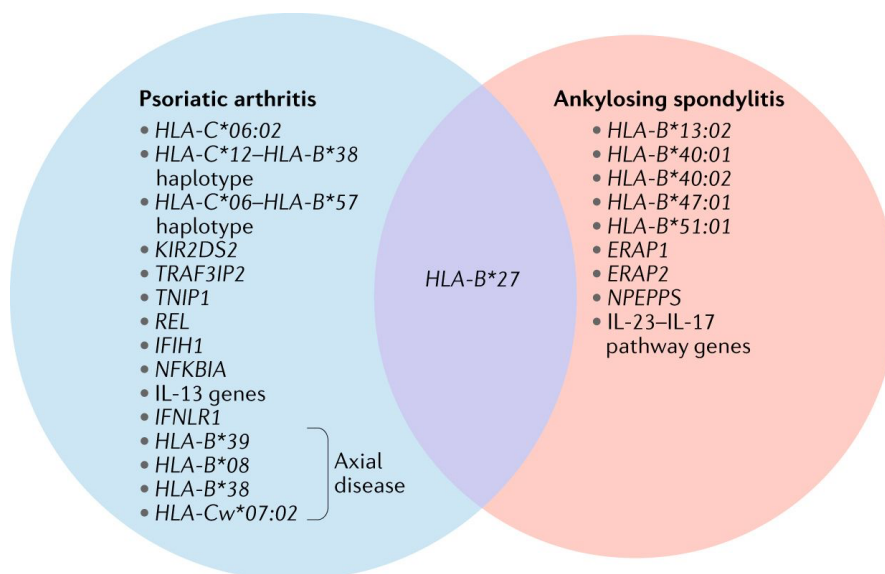 Psoriatic arthritis
• HLA-C*06:02
• HLA-C*12–HLA-B*38
haplotype
• HLA-C*06–HLA-B*57
haplotype
• KIR2DS2
• TRAF3IP2
• TNIP1
• REL
• IFIH1
• NFKBIA
• IL-13 genes
• IFNLR1
• HLA-B*39
• HLA-B*08
• HLA-B*38
• HLA-Cw*07:02
Axial
disease
HLA-B*27
Ankylosing spondylitis
• HLA-B*13:02
• HLA-B*40:01
• HLA-B*40:02
• HLA-B*47:01
• HLA-B*51:01
• ERAP1
• ERAP2
• NPEPPS
• IL-23–IL-17
pathway genes